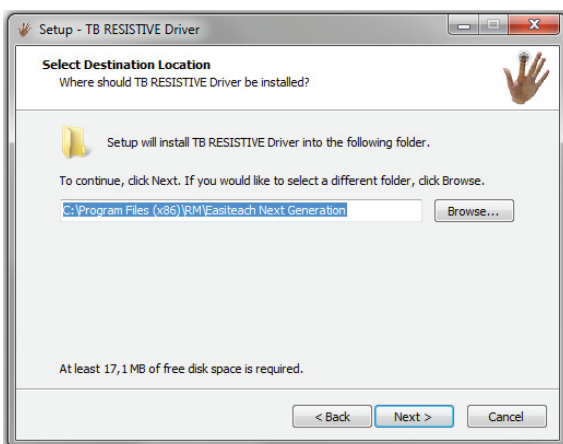 Setup - TB RESISTIVE Driver
Select Destination Location
Where should TB RESISTIVE Driver be installed?
Setup will install TB RESISTIVE Driver into the following folder.
To continue, click Next. If you would like to select a different folder, click Browse.
C:\Program Files (x86)\RM\Easiteach Next Generation
Browse...
At least 17,1 MB of free disk space is required.
< Back Next > Cancel